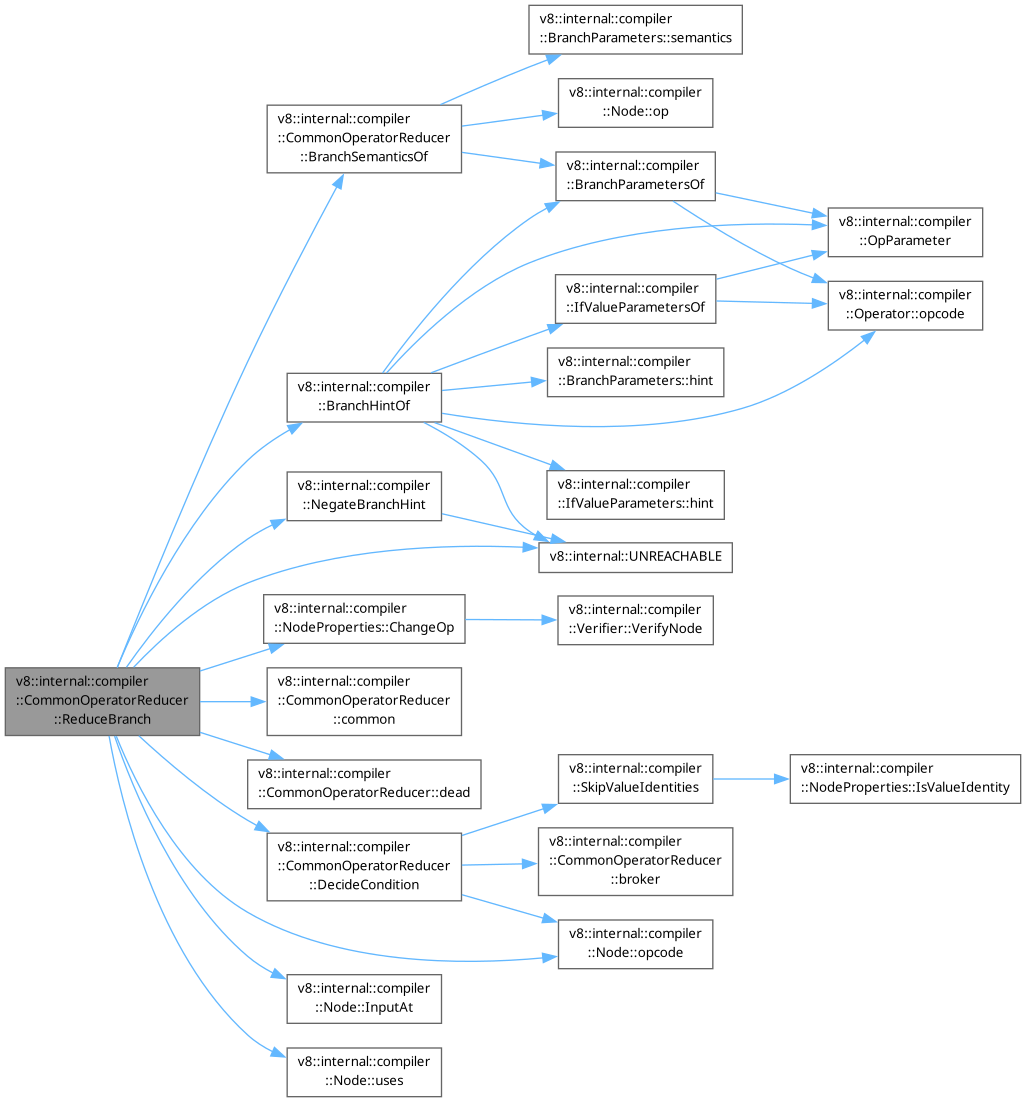 v8::internal::compiler
::BranchParameters::semantics
v8::internal::compiler
::CommonOperatorReducer
::BranchSemanticsOf
v8::internal::compiler
::Node::op
v8::internal::compiler
::BranchParametersOf
v8::internal::compiler
::OpParameter
v8::internal::compiler
::IfValueParametersOf
v8::internal::compiler
::Operator::opcode
v8::internal::compiler
::BranchParameters::hint
v8::internal::compiler
::BranchHintOf
v8::internal::compiler
::IfValueParameters::hint
v8::internal::compiler
::NegateBranchHint
v8::internal::UNREACHABLE
v8::internal::compiler
::NodeProperties::ChangeOp
v8::internal::compiler
::Verifier::VerifyNode
v8::internal::compiler
::CommonOperatorReducer
::ReduceBranch
v8::internal::compiler
::CommonOperatorReducer
::common
v8::internal::compiler
::CommonOperatorReducer::dead
v8::internal::compiler
::SkipValueIdentities
v8::internal::compiler
::NodeProperties::IsValueIdentity
v8::internal::compiler
::CommonOperatorReducer
::DecideCondition
v8::internal::compiler
::CommonOperatorReducer
::broker
v8::internal::compiler
::Node::opcode
v8::internal::compiler
::Node::InputAt
v8::internal::compiler
::Node::uses